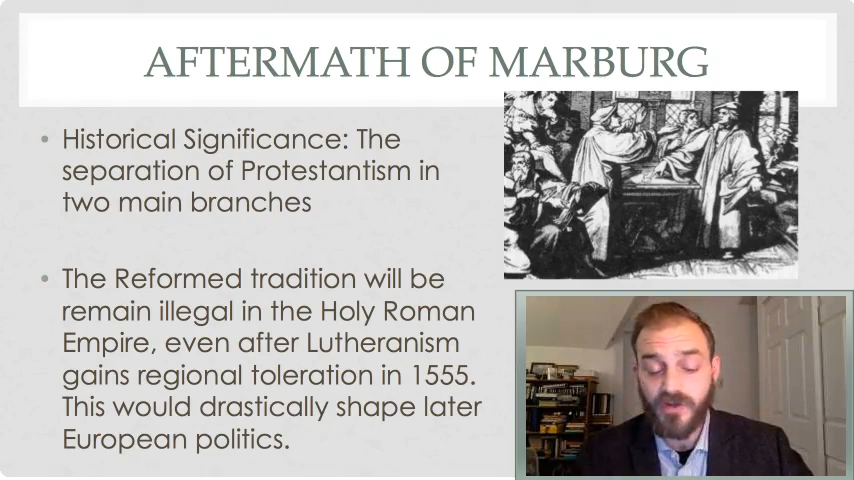 AFTERMATH OF MARBURG
• Historical Significance: The
separation of Protestantism in
two main branches
• The Reformed tradition will be
remain illegal in the Holy Roman
Empire, even after Lutheranism
gains regional toleration in 1555.
This would drastically shape later
European politics.